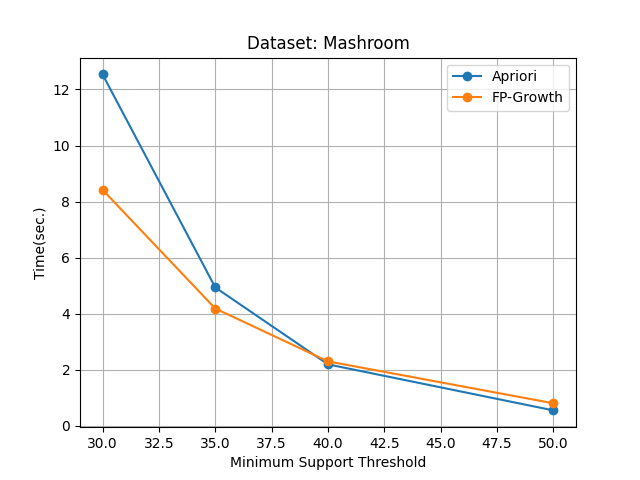 Dataset: Mashroom
Apriori
FP-Growth
12
10
8
6
4
2
0
Time(sec.)
30.0 32.5 35.0 37.5 40.0 42.5 45.0 47.5 50.0
Minimum Support Threshold